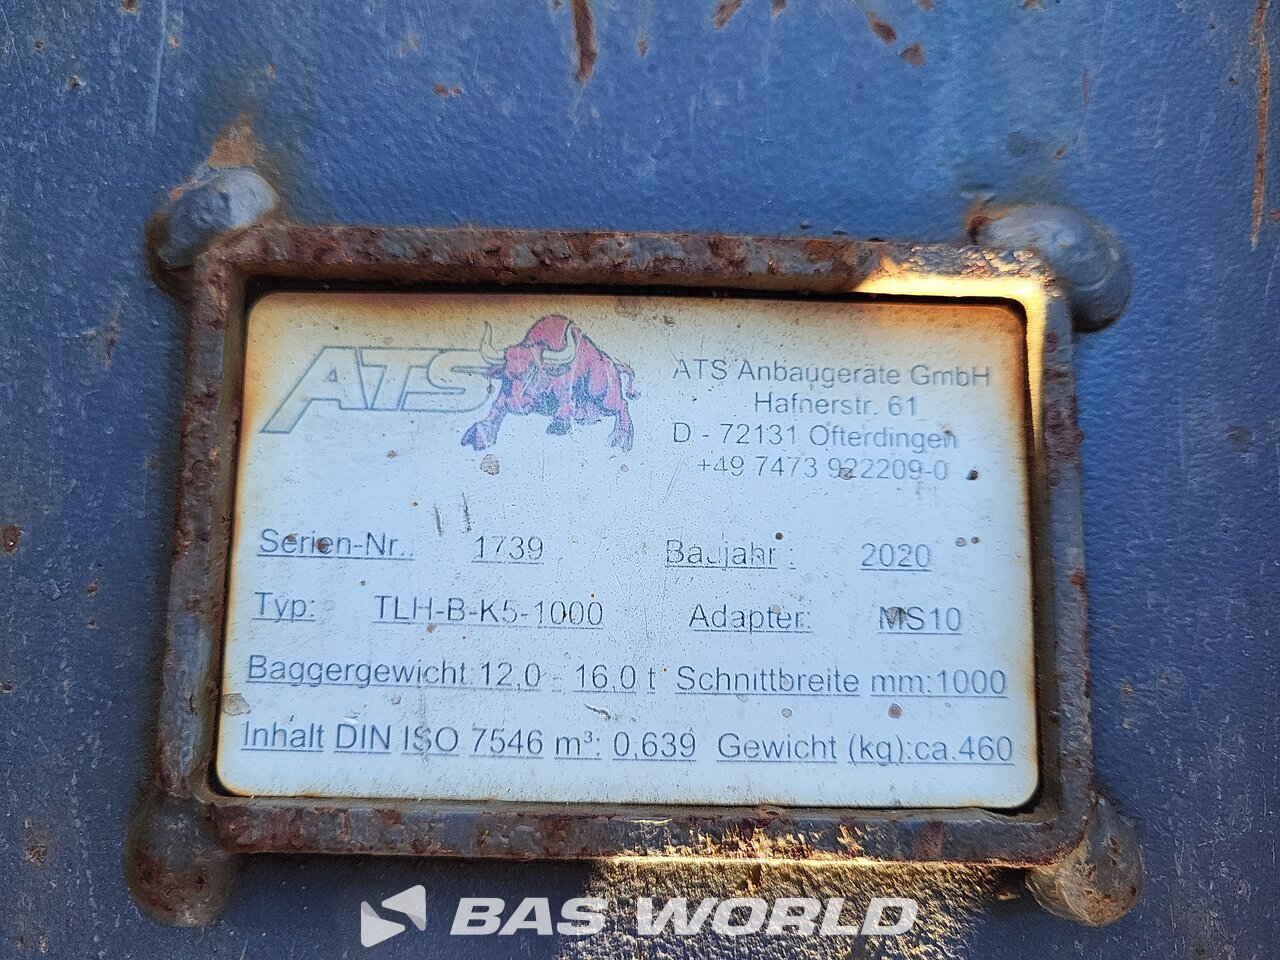 ATS
ATS Anbaugeräte GmbH
Hafnerstr. 61
D - 72131 Ofterdingen
+49 7473 922209-0
Serien-Nr.: 1739 Baujahr : 2020
Typ: TLH-B-K5-1000 Adapter: MS10
Baggergewicht: 12,0 - 16,0 t Schnittbreite mm: 1000
Inhalt DIN ISO 7546 m³: 0,639 Gewicht (kg):ca.460
BAS WORLD